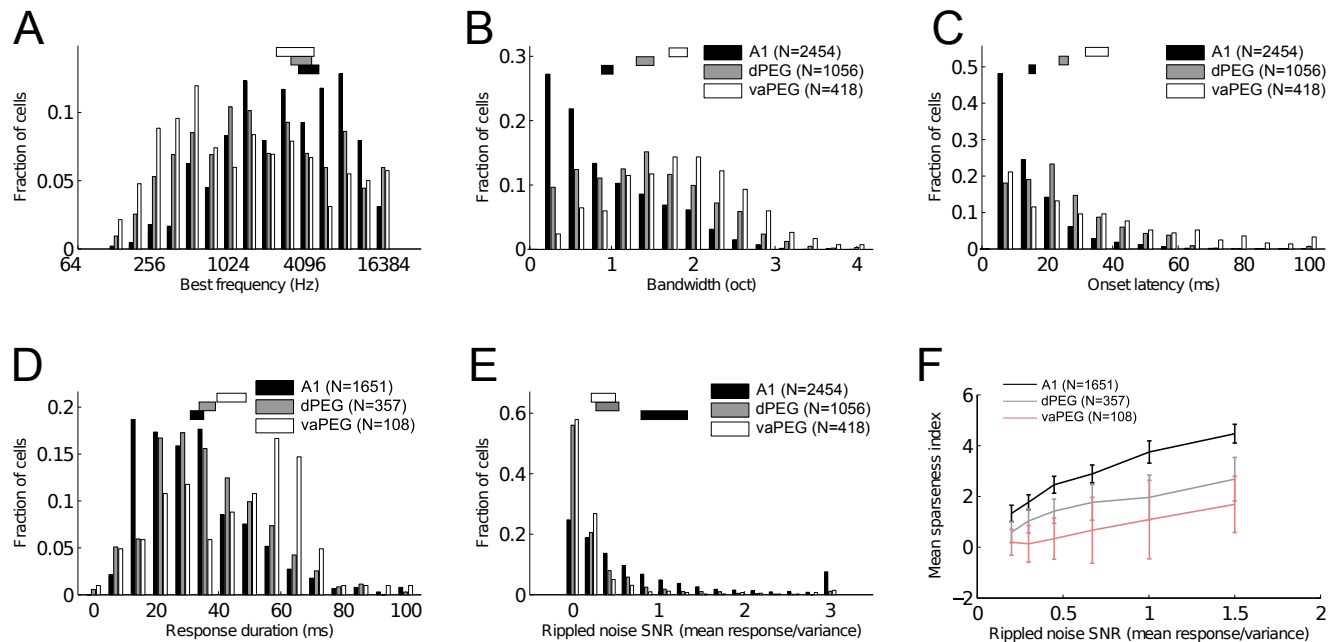 A
B
C
A1 (N=2454)
dPEG (N=1056)
vaPEG (N=418)
A1 (N=2454)
dPEG (N=1056)
vaPEG (N=418)
Fraction of cells
0.1
0.05
0
64
256
1024
4096
16384
Best frequency (Hz)
Fraction of cells
0.3
0.2
0.1
0
0
1
2
3
4
Bandwidth (oct)
Fraction of cells
0.5
0.4
0.3
0.2
0.1
0
0
20
40
60
80
100
Onset latency (ms)
D
E
F
A1 (N=1651)
dPEG (N=357)
vaPEG (N=108)
A1 (N=2454)
dPEG (N=1056)
vaPEG (N=418)
A1 (N=1651)
dPEG (N=357)
vaPEG (N=108)
Fraction of cells
0.2
0.15
0.1
0.05
0
0
20
40
60
80
100
Response duration (ms)
Fraction of cells
0.6
0.4
0.2
0
0
1
2
3
Rippled noise SNR (mean response/variance)
Mean sparseness index
6
4
2
0
−2
0
0.5
1
1.5
2
Rippled noise SNR (mean response/variance)